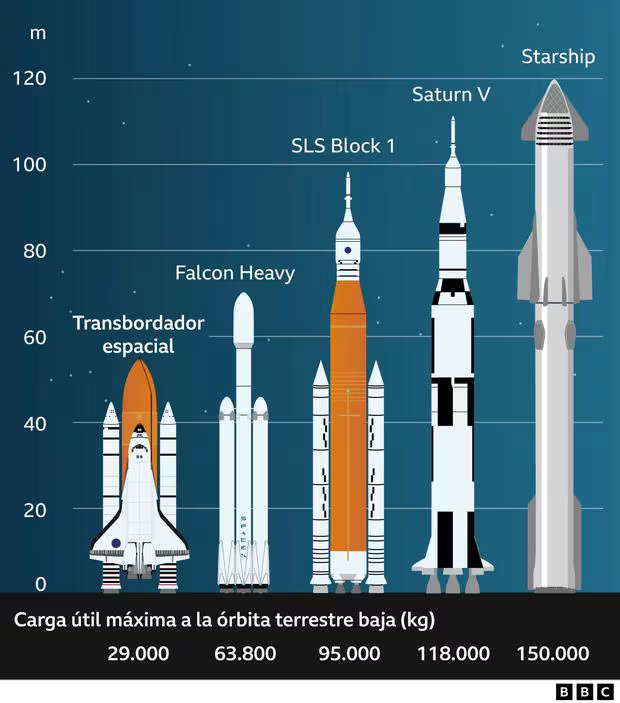 m
120
100
80
60
40
20
0
Starship
Saturn V
SLS Block 1
Falcon Heavy
Transbordador
espacial
SPACEX
Carga útil máxima a la órbita terrestre baja (kg)
29.000 63.800 95.000 118.000 150.000
BBC